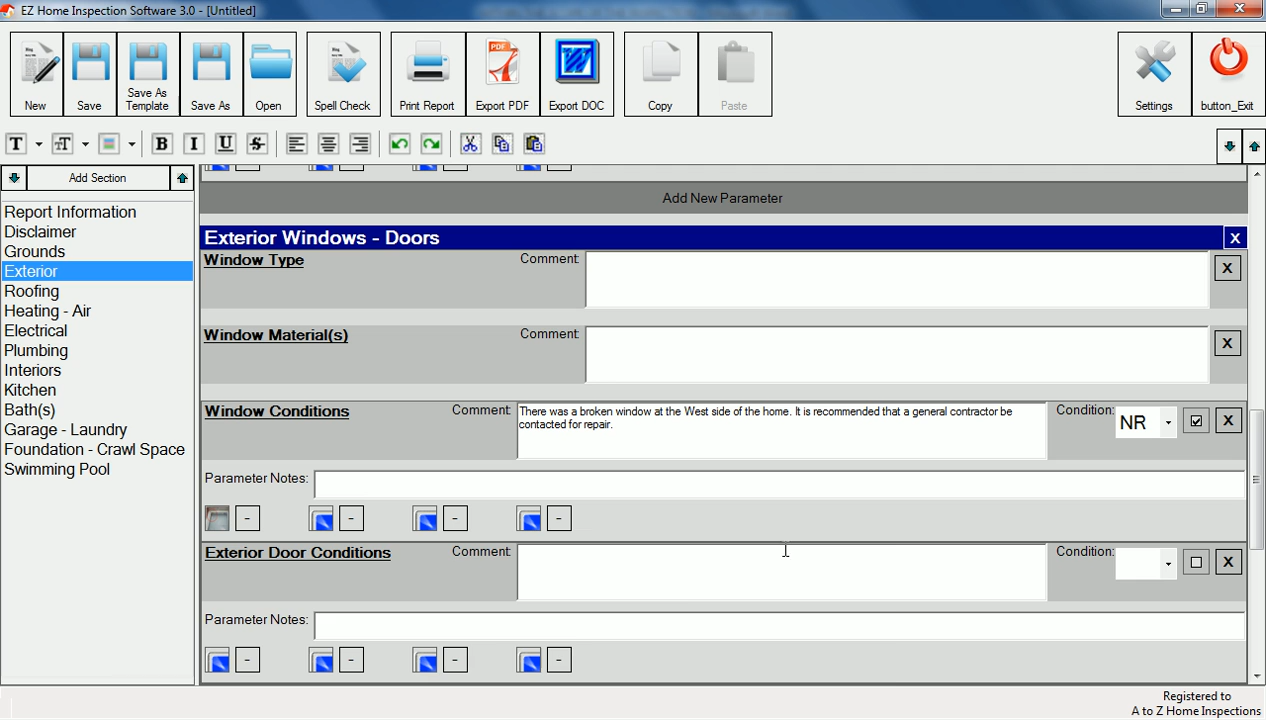 EZ Home Inspection Software 3.0 - [Untitled]
New
Save
Save As
Template
Save As
Open
Spell Check
Print Report
Export PDF
Export DOC
Copy
Paste
Settings
button_Exit
Add Section
Report Information
Disclaimer
Grounds
Exterior
Roofing
Heating - Air
Electrical
Plumbing
Interiors
Kitchen
Bath(s)
Garage - Laundry
Foundation - Crawl Space
Swimming Pool
Add New Parameter
Exterior Windows - Doors
X
Window Type
Comment:
X
Window Material(s)
Comment:
X
Window Conditions
Comment:
There was a broken window at the West side of the home. It is recommended that a general contractor be
contacted for repair.
Condition:
NR
X
Parameter Notes:
- - - -
Exterior Door Conditions
Comment:
Condition:
X
Parameter Notes:
- - - -
Registered to
A to Z Home Inspections